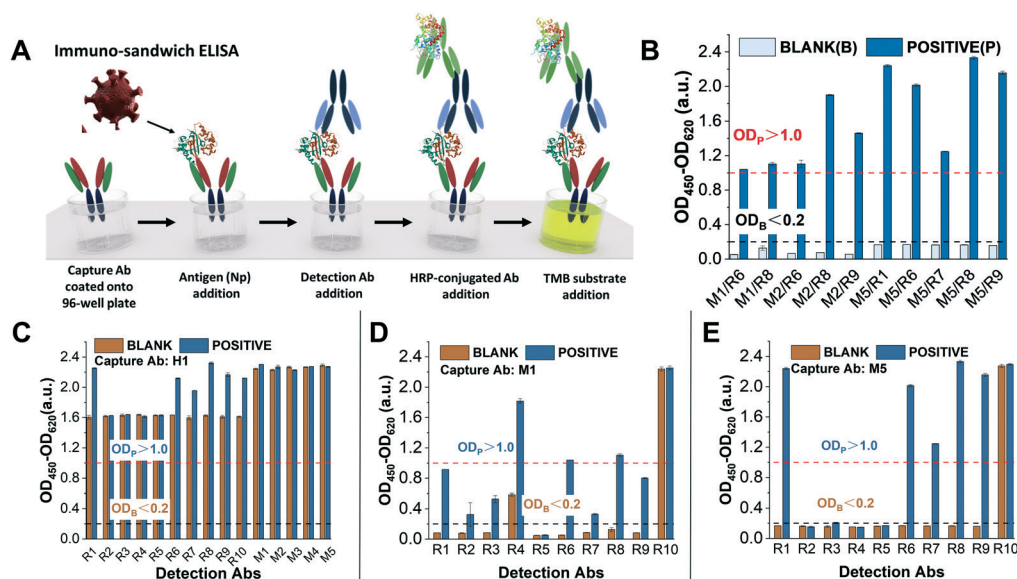 A
Immuno-sandwich ELISA
Capture Ab
coated onto
96-well plate
Antigen (Np)
addition
Detection Ab
addition
HRP-conjugated Ab
addition
TMB substrate
addition
B
BLANK(B) POSITIVE(P)
OD450-OD620 (a.u.)
2.4
2.0
1.6
1.2
0.8
0.4
0.0
ODP>1.0
ODB<0.2
M1/R6 M1/R8 M2/R6 M2/R8 M2/R9 M5/R1 M5/R6 M5/R7 M5/R8 M5/R9
C
BLANK POSITIVE
Capture Ab: H1
OD450-OD620(a.u.)
2.4
2.0
1.6
1.2
0.8
0.4
0.0
ODP>1.0
ODB<0.2
R1 R2 R3 R4 R5 R6 R7 R8 R9 R10 M1 M2 M3 M4 M5
Detection Abs
D
BLANK POSITIVE
Capture Ab: M1
OD450-OD620 (a.u.)
2.4
2.0
1.6
1.2
0.8
0.4
0.0
ODP>1.0
ODB<0.2
R1 R2 R3 R4 R5 R6 R7 R8 R9 R10
Detection Abs
E
BLANK POSITIVE
Capture Ab: M5
OD450-OD620 (a.u.)
2.4
2.0
1.6
1.2
0.8
0.4
0.0
ODP>1.0
ODB<0.2
R1 R2 R3 R4 R5 R6 R7 R8 R9 R10
Detection Abs